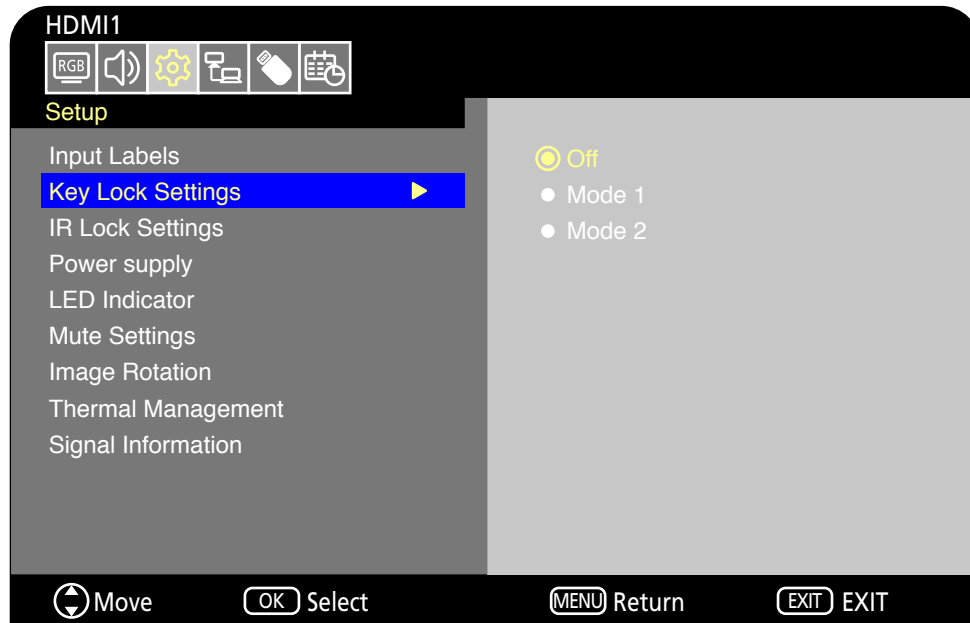 HDMI1
RGB
Setup
Input Labels
Key Lock Settings
IR Lock Settings
Power supply
LED Indicator
Mute Settings
Image Rotation
Thermal Management
Signal Information
Off
Mode 1
Mode 2
Move OK Select MENU Return EXIT EXIT